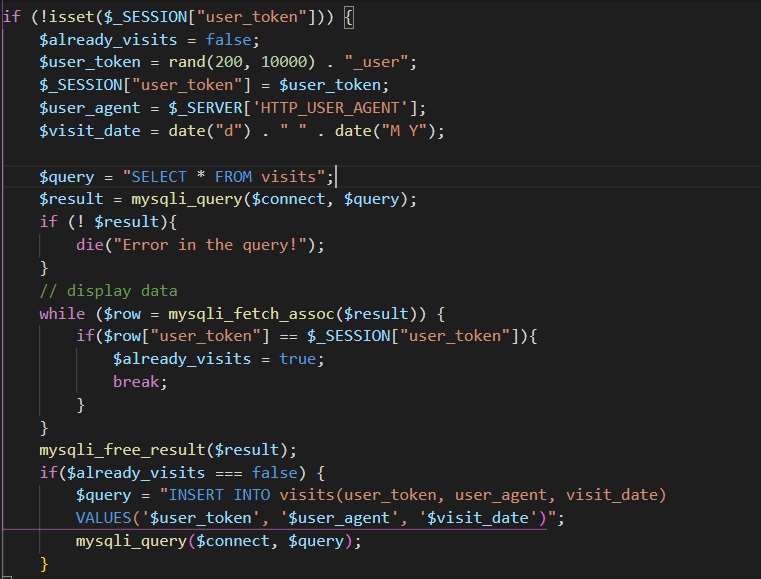 if (!isset($_SESSION["user_token"])) {
$already_visits = false;
$user_token = rand(200, 10000) . "_user";
$_SESSION["user_token"] = $user_token;
$user_agent = $_SERVER['HTTP_USER_AGENT'];
$visit_date = date("d") . " " . date("M Y");
$query = "SELECT * FROM visits";
$result = mysqli_query($connect, $query);
if (! $result){
die("Error in the query!");
}
// display data
while ($row = mysqli_fetch_assoc($result)) {
if($row["user_token"] == $_SESSION["user_token"]){
$already_visits = true;
break;
}
}
mysqli_free_result($result);
if($already_visits === false) {
$query = "INSERT INTO visits(user_token, user_agent, visit_date)
VALUES('$user_token', '$user_agent', '$visit_date')";
mysqli_query($connect, $query);
}